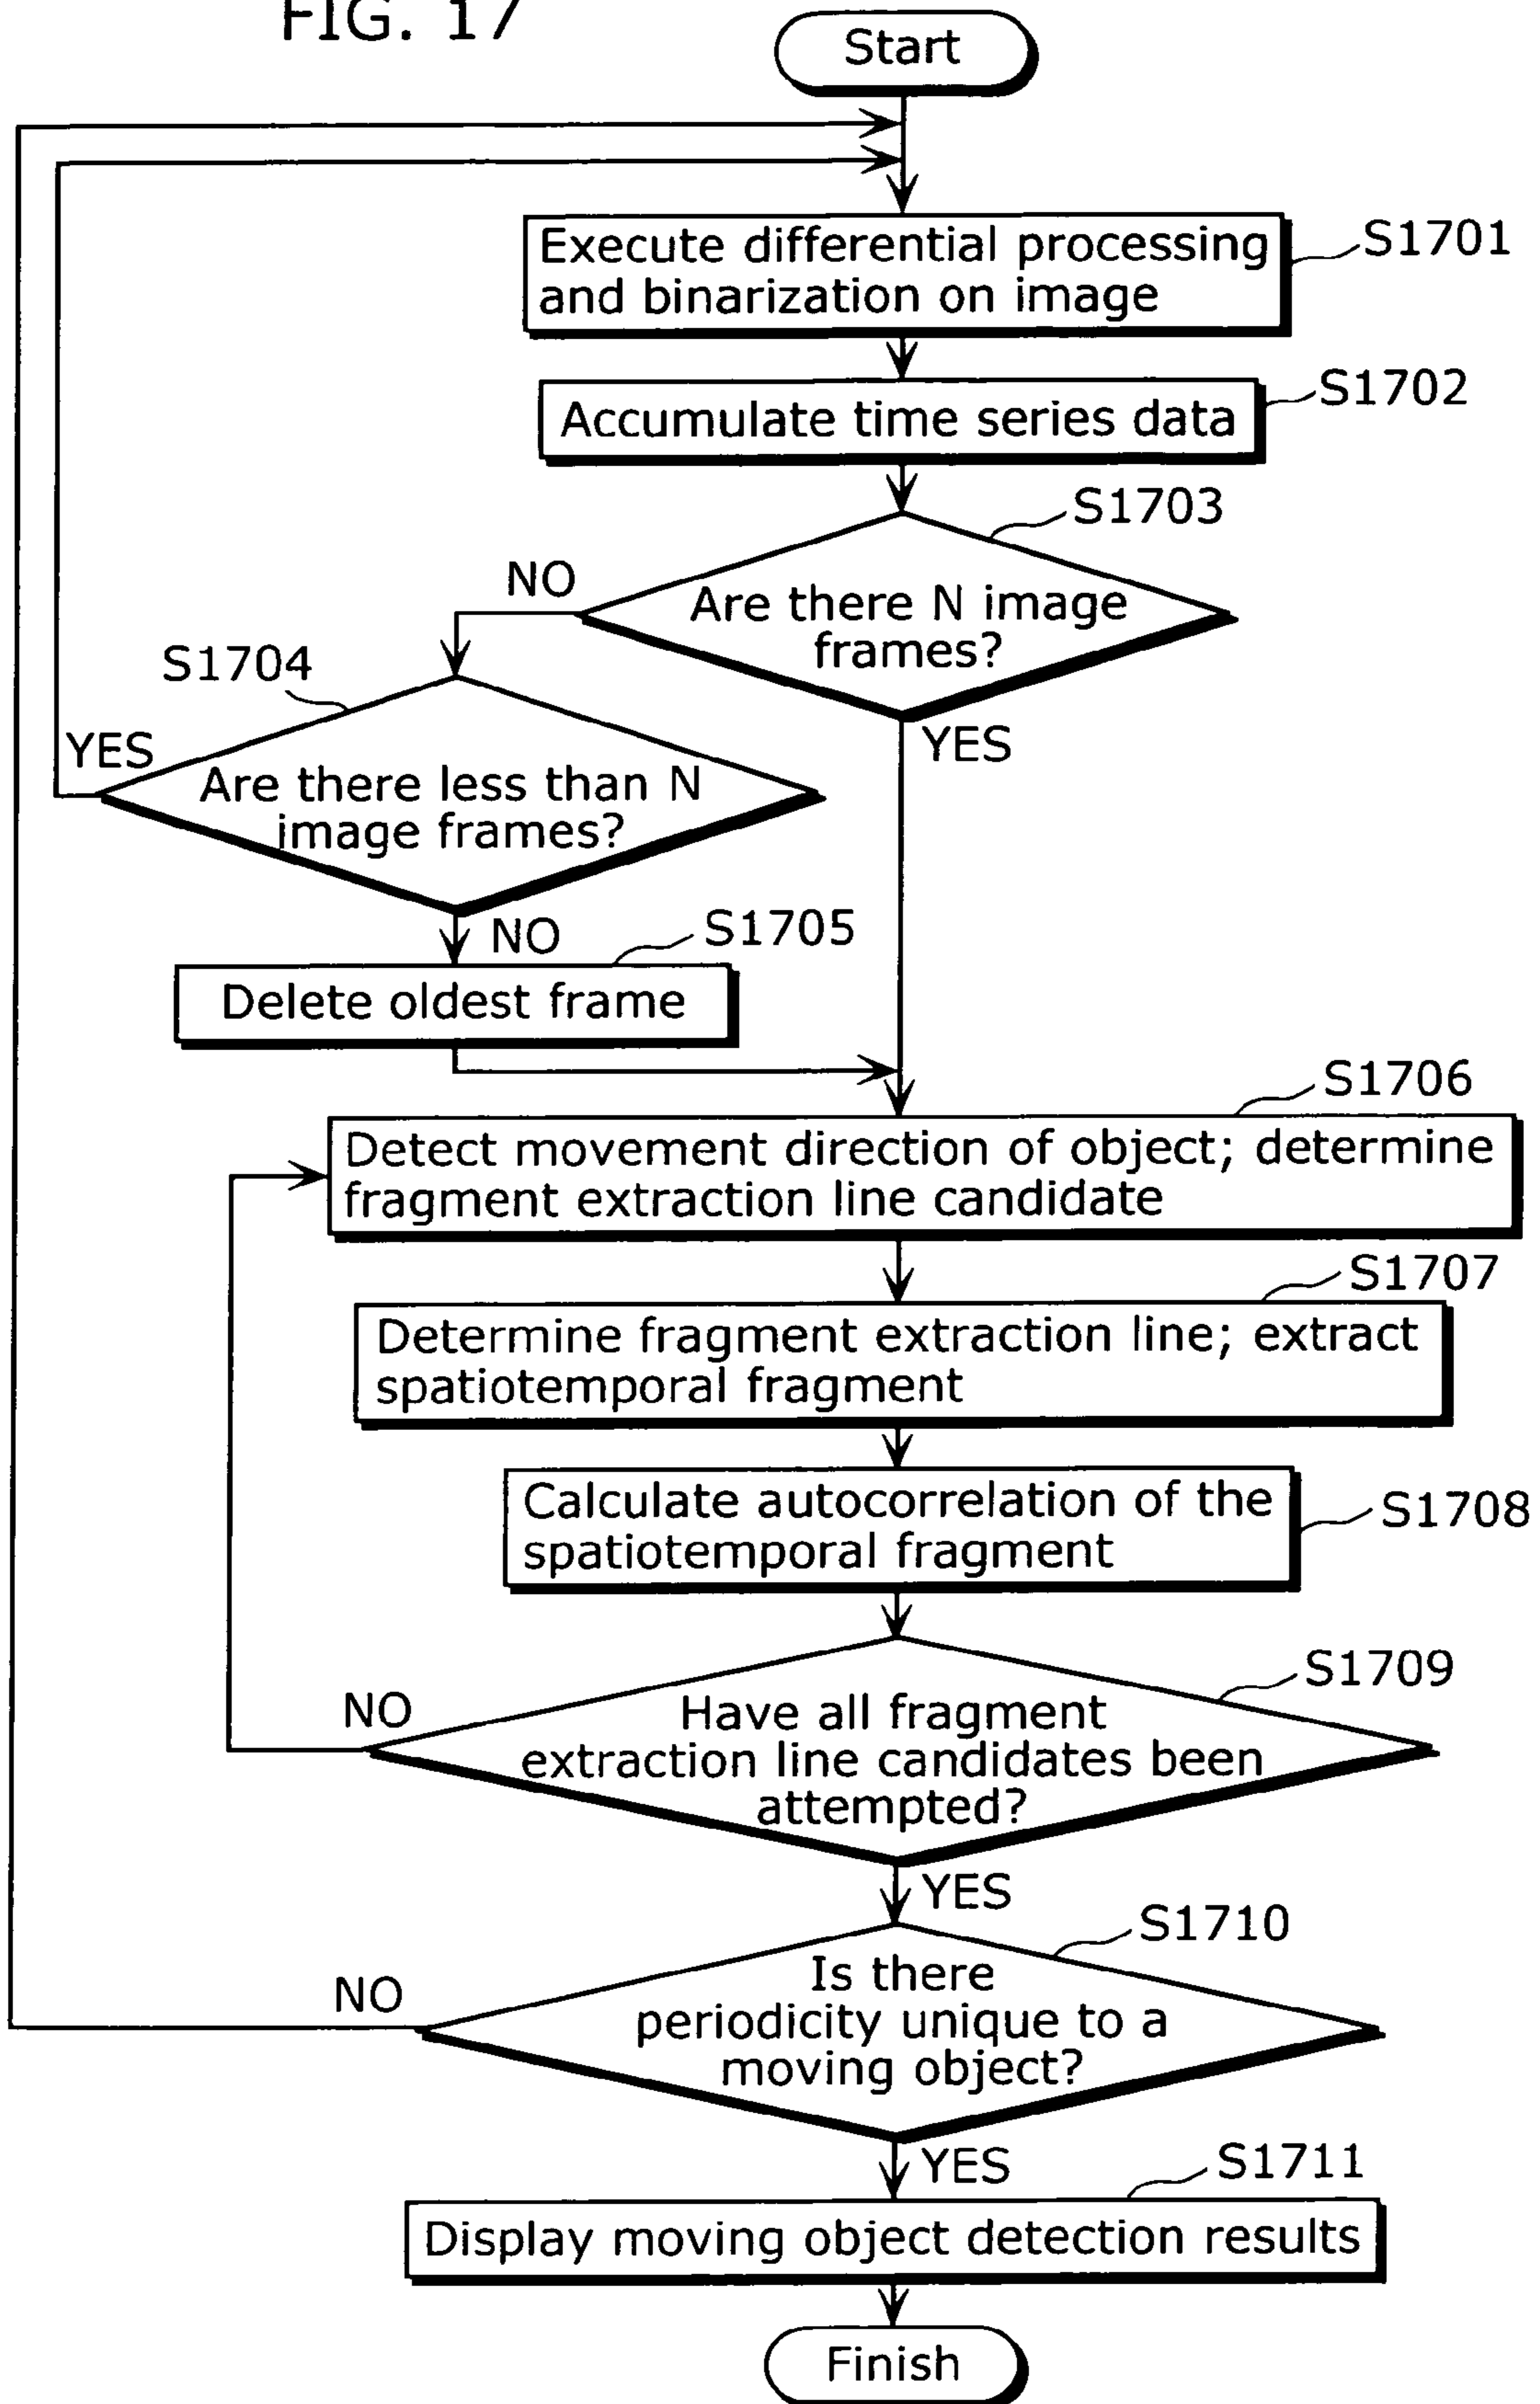 FIG. 17
Start
Execute differential processing
and binarization on image
S1701
Accumulate time series data
S1702
S1703
NO
Are there N image
frames?
S1704
YES
YES
Are there less than N
image frames?
NO
S1705
Delete oldest frame
S1706
Detect movement direction of object; determine
fragment extraction line candidate
S1707
Determine fragment extraction line; extract
spatiotemporal fragment
Calculate autocorrelation of the
spatiotemporal fragment
S1708
S1709
NO
Have all fragment
extraction line candidates been
attempted?
YES
S1710
NO
Is there
periodicity unique to a
moving object?
YES
S1711
Display moving object detection results
Finish